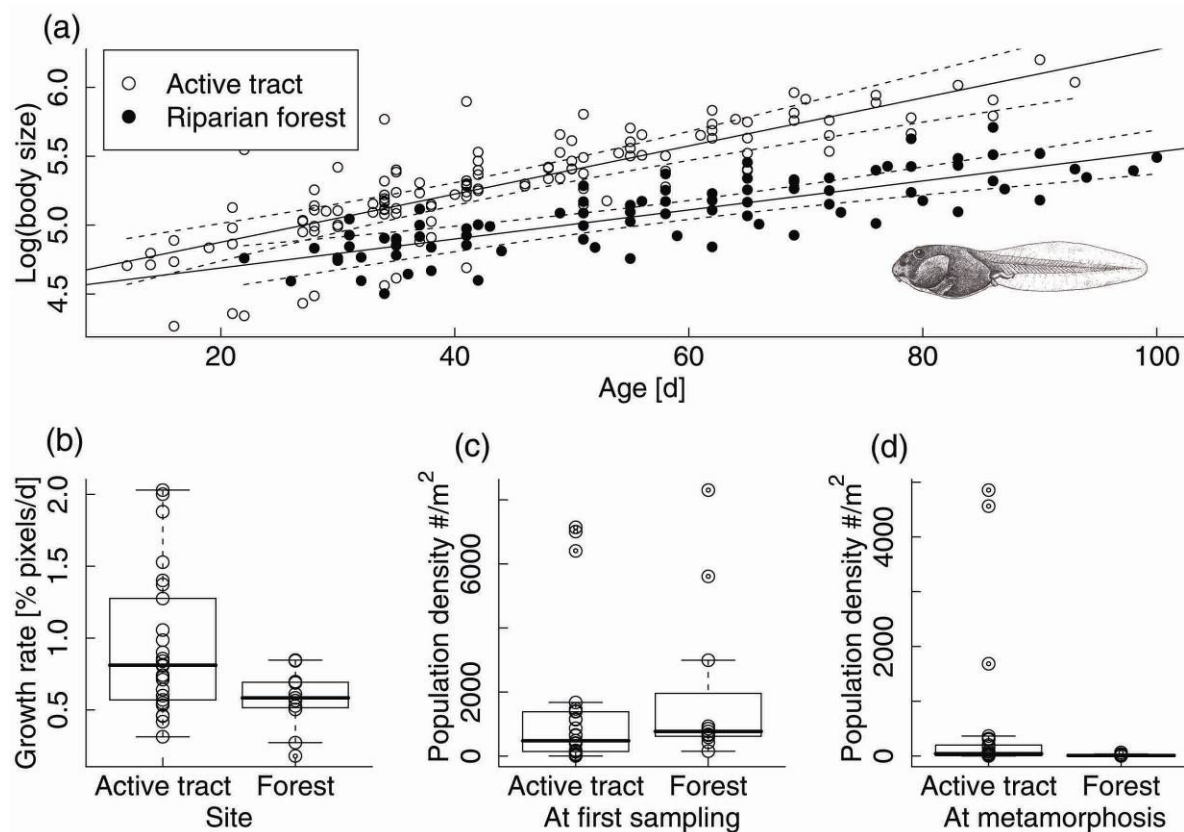 (a)
Log(body size)
4.5 5.0 5.5 6.0
Active tract
Riparian forest
20 40 60 80 100
Age [d]
(b)
Growth rate [% pixels/d]
0.5 1.0 1.5 2.0
Active tract Forest
Site
(c)
Population density #/m²
0 2000 6000
Active tract Forest
At first sampling
(d)
Population density #/m²
0 2000 4000
Active tract Forest
At metamorphosis